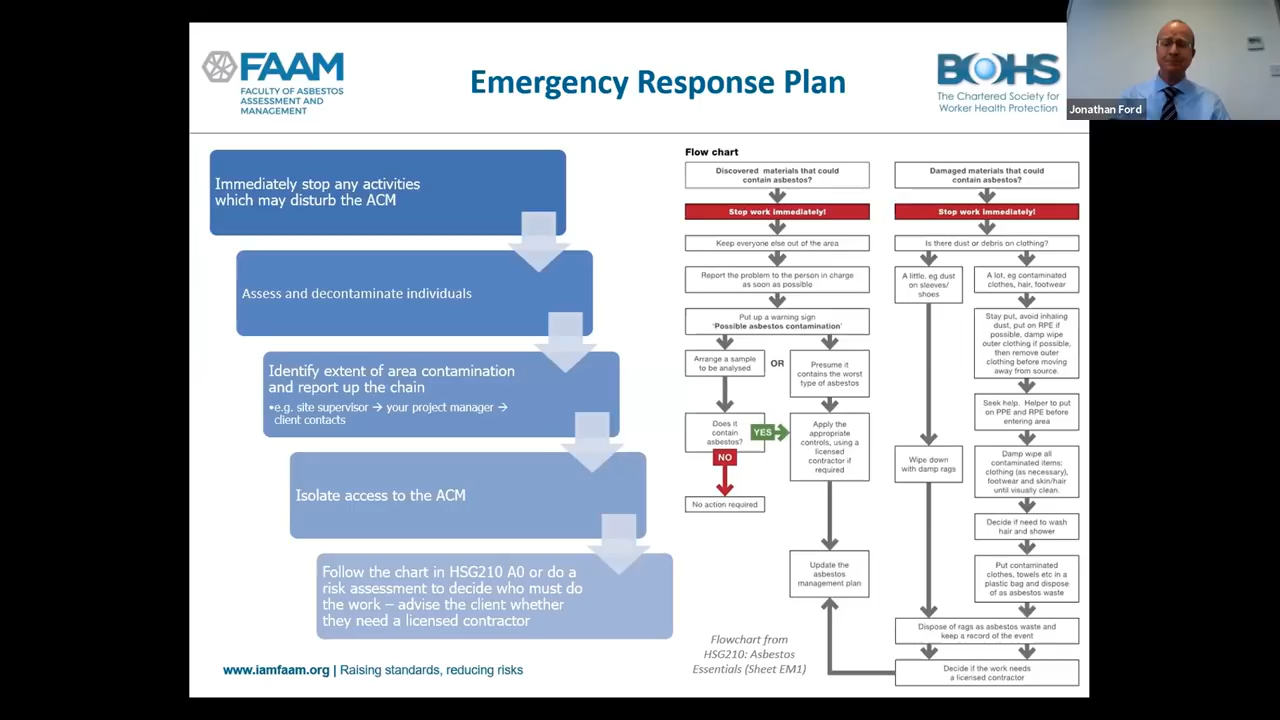 FAAM
FACULTY OF ASBESTOS
ASSESSMENT AND
MANAGEMENT
Emergency Response Plan
BOHS
The Chartered Society for
Worker Health Protection
Jonathan Ford
Immediately stop any activities
which may disturb the ACM
Assess and decontaminate individuals
Identify extent of area contamination
and report up the chain
•e.g. site supervisor → your project manager →
client contacts
Isolate access to the ACM
Follow the chart in HSG210 A0 or do a
risk assessment to decide who must do
the work – advise the client whether
they need a licensed contractor
Flow chart
Discovered materials that could
contain asbestos?
Stop work immediately!
Keep everyone else out of the area
Report the problem to the person in charge
as soon as possible
Put up a warning sign
'Possible asbestos contamination'
Arrange a sample
to be analysed
OR
Presume it
contains the worst
type of asbestos
Does it
contain
asbestos?
YES
NO
No action required
Apply the
appropriate
controls, using a
licensed
contractor if
required
Update the
asbestos
management plan
Damaged materials that could
contain asbestos?
Stop work immediately!
Is there dust or debris on clothing?
A little. eg dust
on sleeves/
shoes
Wipe down
with damp rags
A lot, eg contaminated
clothes, hair, footwear
Stay put, avoid inhaling
dust, put on RPE if
possible, damp wipe
outer clothing if possible,
then remove outer
clothing before moving
away from source.
Seek help. Helper to put
on PPE and RPE before
entering area
Damp wipe all
contaminated items:
clothing (as necessary),
footwear and skin/hair
until visually clean.
Decide if need to wash
hair and shower
Put contaminated
clothes, towels etc in a
plastic bag and dispose
of as asbestos waste
Dispose of rags as asbestos waste and
keep a record of the event
Decide if the work needs
a licensed contractor
Flowchart from
HSG210: Asbestos
Essentials (Sheet EM1)
www.iamfaam.org | Raising standards, reducing risks